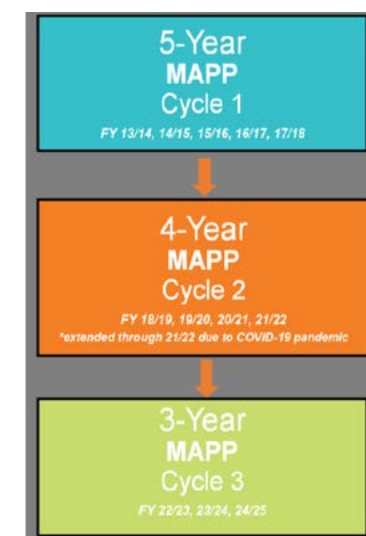 5-Year
MAPP
Cycle 1
FY 13/14, 14/15, 15/16, 16/17, 17/18
4-Year
MAPP
Cycle 2
FY 18/19, 19/20, 20/21, 21/22
*extended through 21/22 due to COVID-19 pandemic
3-Year
MAPP
Cycle 3
FY 22/23, 23/24, 24/25